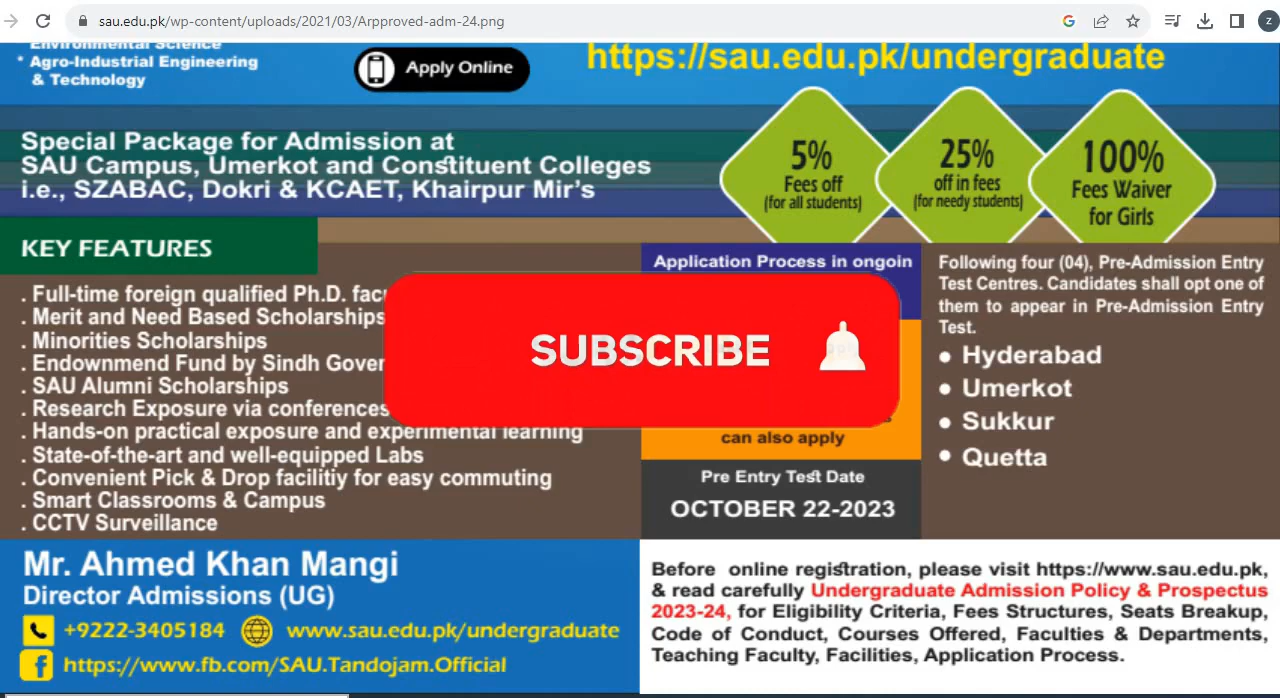 sau.edu.pk/wp-content/uploads/2021/03/Arpproved-adm-24.png
Z
Environmental Science
* Agro-Industrial Engineering
& Technology
Apply Online
https://sau.edu.pk/undergraduate
Special Package for Admission at
SAU Campus, Umerkot and Constituent Colleges
i.e., SZABAC, Dokri & KCAET, Khairpur Mir's
5%
Fees off
(for all students)
25%
off in fees
(for needy students)
100%
Fees Waiver
for Girls
KEY FEATURES
. Full-time foreign qualified Ph.D.
. Merit and Need Based Scholarships
. Minorities Scholarships
. Endownmend Fund by Sindh
. SAU Alumni Scholarships
. Research Exposure via conferences
. Hands-on practical exposure and experimental learning
. State-of-the-art and well-equipped Labs
. Convenient Pick & Drop facilitiy for easy commuting
. Smart Classrooms & Campus
. CCTV Surveillance
Application Process in ongoin
SUBSCRIBE
can also apply
Pre Entry Test Date
OCTOBER 22-2023
Following four (04), Pre-Admission Entry
Test Centres. Candidates shall opt one of
them to appear in Pre-Admission Entry
Test.
• Hyderabad
• Umerkot
• Sukkur
• Quetta
Mr. Ahmed Khan Mangi
Director Admissions (UG)
+9222-3405184 www.sau.edu.pk/undergraduate
https://www.fb.com/SAU.Tandojam.Official
Before online registration, please visit https://www.sau.edu.pk,
& read carefully Undergraduate Admission Policy & Prospectus
2023-24, for Eligibility Criteria, Fees Structures, Seats Breakup,
Code of Conduct, Courses Offered, Faculties & Departments,
Teaching Faculty, Facilities, Application Process.